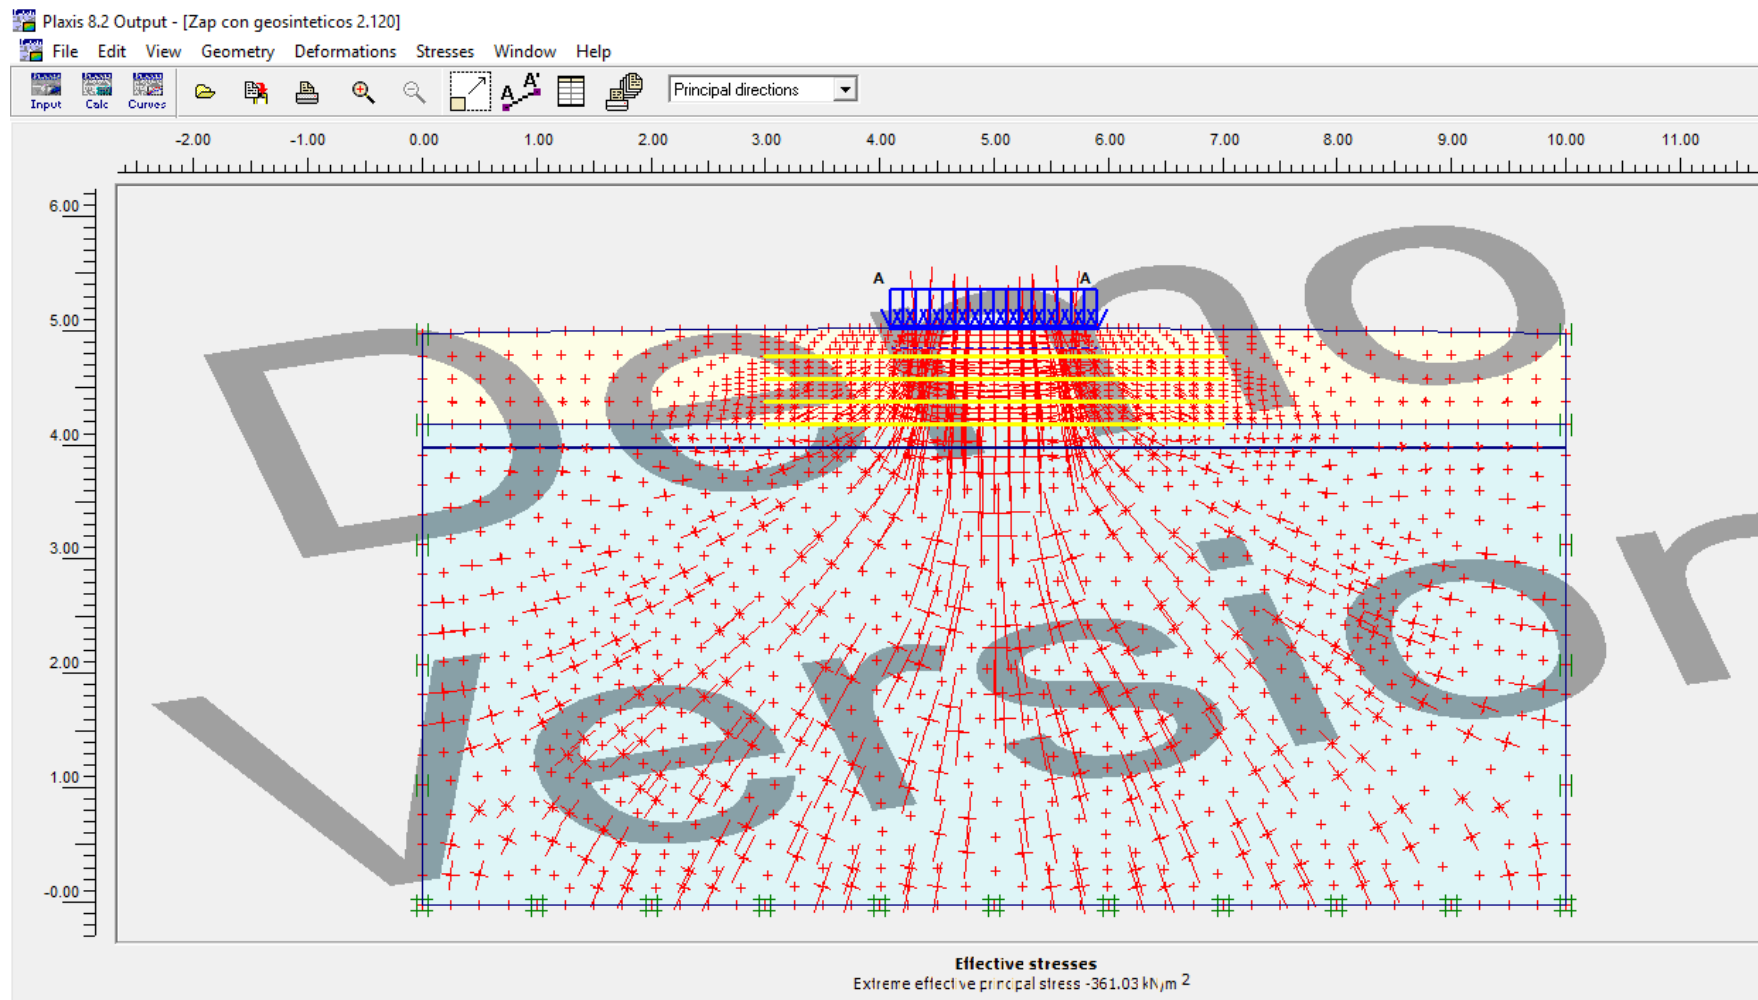 Plaxis 8.2 Output - [Zap con geosinteticos 2.120]
File Edit View Geometry Deformations Stresses Window Help
Input Calc Curves A A' Principal directions
-2.00 -1.00 0.00 1.00 2.00 3.00 4.00 5.00 6.00 7.00 8.00 9.00 10.00 11.00
6.00
5.00
4.00
3.00
2.00
1.00
-0.00
A A
Demo
Version
Effective stresses
Extreme effective principal stress -361.03 kN/m 2